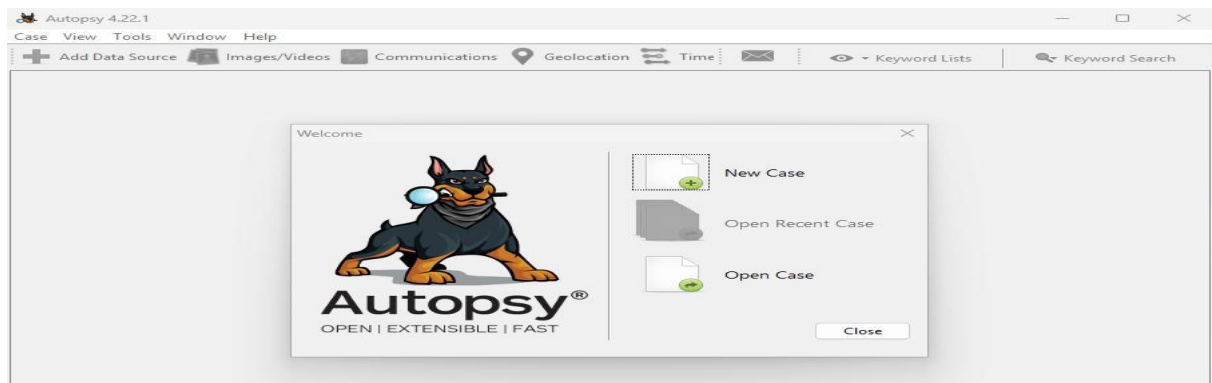 Autopsy 4.22.1
Case View Tools Window Help
Add Data Source Images/Videos Communications Geolocation Time Keyword Lists Keyword Search
Welcome
New Case
Open Recent Case
Open Case
Autopsy®
OPEN | EXTENSIBLE | FAST
Close